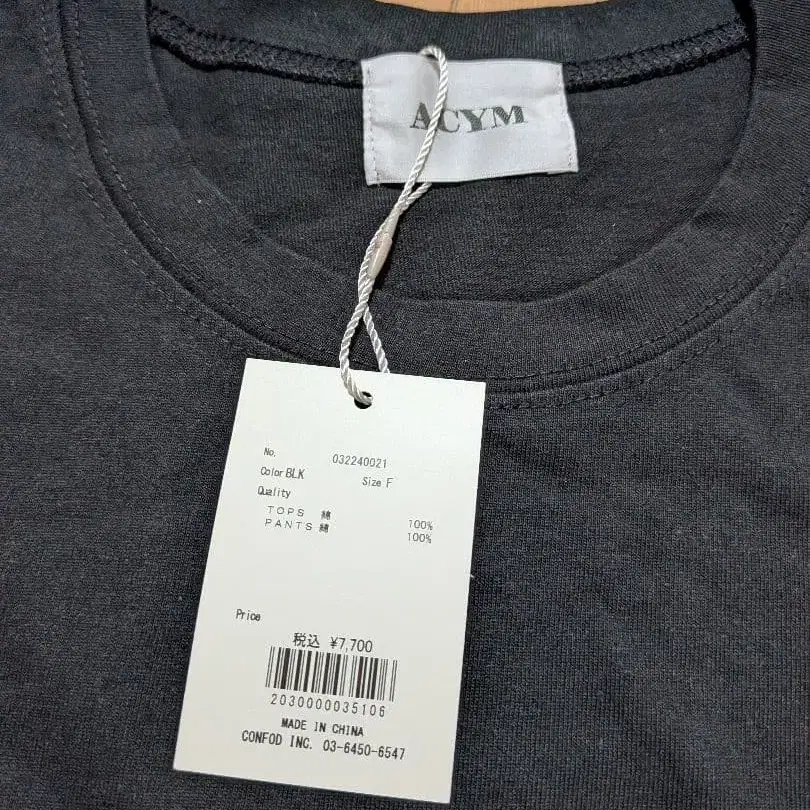 ACYM
No. 032240021
Color BLK Size F
Quality
TOPS 綿 100%
PANTS 綿 100%
Price
税込 ¥7,700
2030000035106
MADE IN CHINA
CONFOD INC. 03-6450-6547